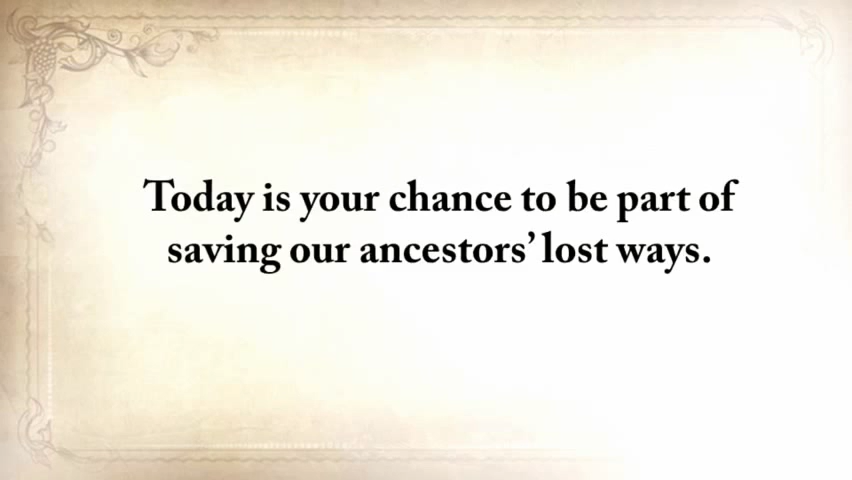 Today is your chance to be part of
saving our ancestors’ lost ways.